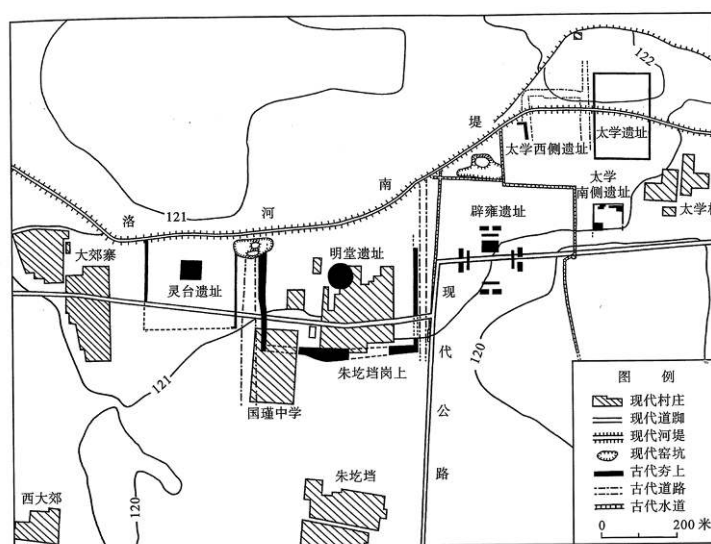 122
堤
太学西侧遗址
太学遗址
太学
南侧遗址
洛
121
河
南
辟雍遗址
太学村
大郊寨
明堂遗址
灵台遗址
现
121
朱圪垱岗上
代
120
国瑾中学
公
西大郊
120
朱圪垱
路
图 例
现代村庄
现代道路
现代河堤
现代窑坑
古代夯土
古代道路
古代水道
0 200 米